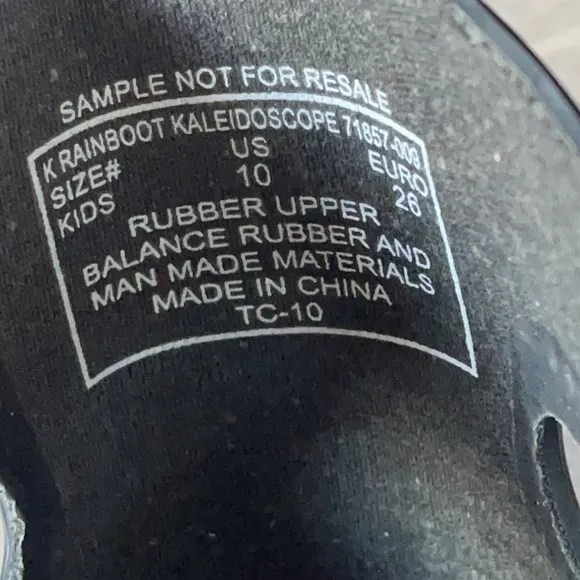 SAMPLE NOT FOR RESALE
K RAINBOOT KALEIDOSCOPE 71857-009
SIZE# US EURO
KIDS 10 26
RUBBER UPPER
BALANCE RUBBER AND
MAN MADE MATERIALS
MADE IN CHINA
TC-10